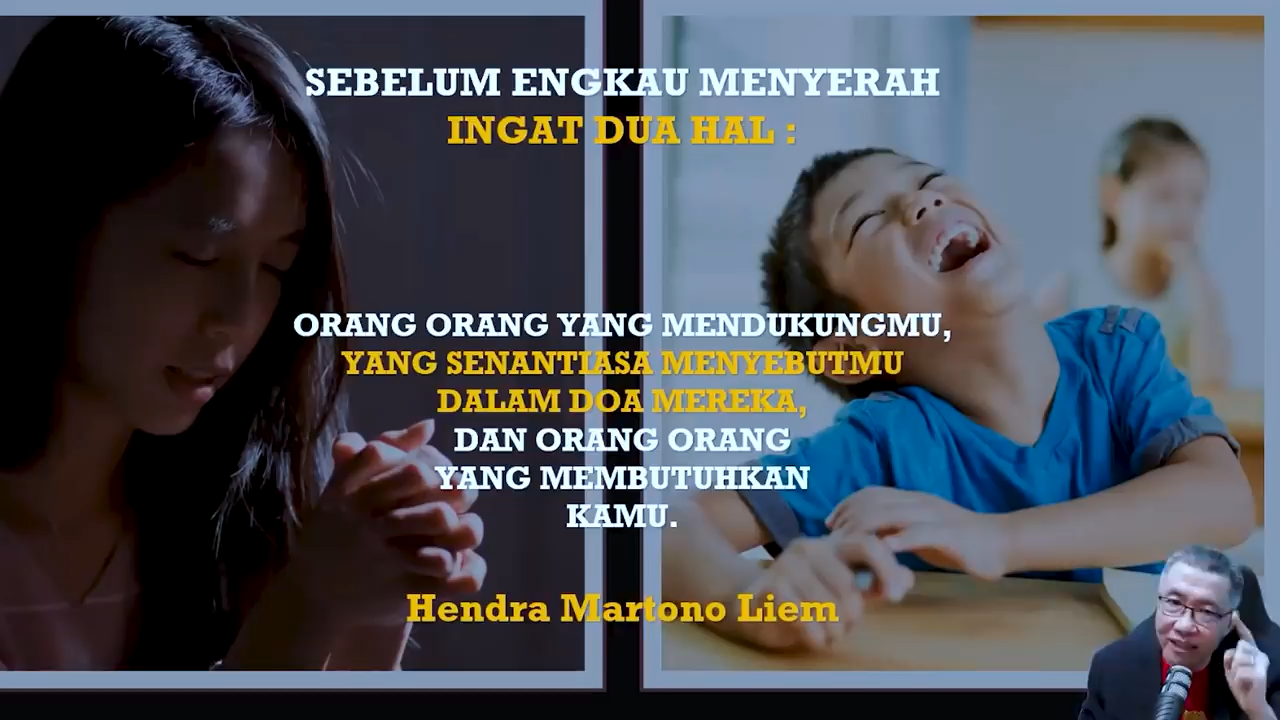 SEBELUM ENGKAU MENYERAH
INGAT DUA HAL :
ORANG ORANG YANG MENDUKUNGMU,
YANG SENANTIASA MENYEBUTMU
DALAM DOA MEREKA,
DAN ORANG ORANG
YANG MEMBUTUHKAN
KAMU.
Hendra Martono Liem